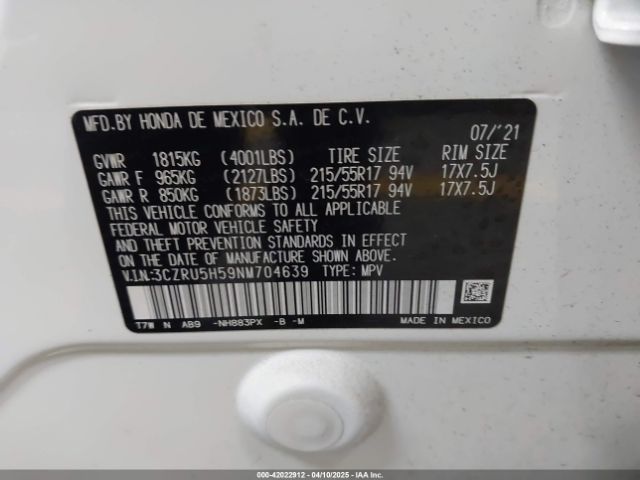 MFD.BY HONDA DE MEXICO S.A. DE C.V.
07/'21
GVWR 1815KG (4001LBS) TIRE SIZE RIM SIZE
GAWR F 965KG (2127LBS) 215/55R17 94V 17X7.5J
GAWR R 850KG (1873LBS) 215/55R17 94V 17X7.5J
THIS VEHICLE CONFORMS TO ALL APPLICABLE
FEDERAL MOTOR VEHICLE SAFETY
AND THEFT PREVENTION STANDARDS IN EFFECT
ON THE DATE OF MANUFACTURE SHOWN ABOVE.
V.I.N:3CZRU5H59NM704639 TYPE: MPV
T7W N AB9 -NH883PX -B -M MADE IN MEXICO
000-42022912 - 04/10/2025 - IAAI Advantage